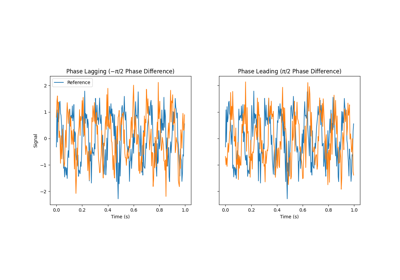 Phase Lagging (−π/2 Phase Difference)
Phase Leading (π/2 Phase Difference)
Reference
Signal
2
1
0
−1
−2
0.0 0.2 0.4 0.6 0.8 1.0
0.0 0.2 0.4 0.6 0.8 1.0
Time (s)
Time (s)